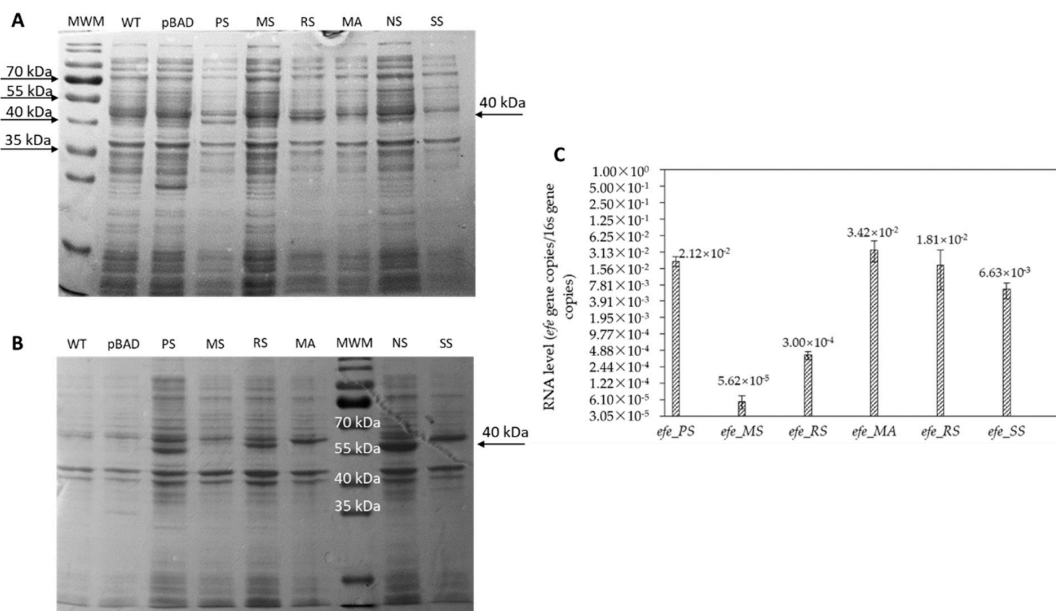 A
MWM WT pBAD PS MS RS MA NS SS
70 kDa
55 kDa
40 kDa
35 kDa
40 kDa
B
WT pBAD PS MS RS MA MWM NS SS
70 kDa
55 kDa
40 kDa
35 kDa
40 kDa
C
RNA level (efe gene copies/16s gene
copies)
1.00×10⁰
5.00×10⁻¹
2.50×10⁻¹
1.25×10⁻¹
6.25×10⁻²
3.13×10⁻²
1.56×10⁻²
7.81×10⁻³
3.91×10⁻³
1.95×10⁻³
9.77×10⁻⁴
4.88×10⁻⁴
2.44×10⁻⁴
1.22×10⁻⁴
6.10×10⁻⁵
3.05×10⁻⁵
2.12×10⁻²
5.62×10⁻⁵
3.00×10⁻⁴
3.42×10⁻²
1.81×10⁻²
6.63×10⁻³
efe_PS efe_MS efe_RS efe_MA efe_RS efe_SS